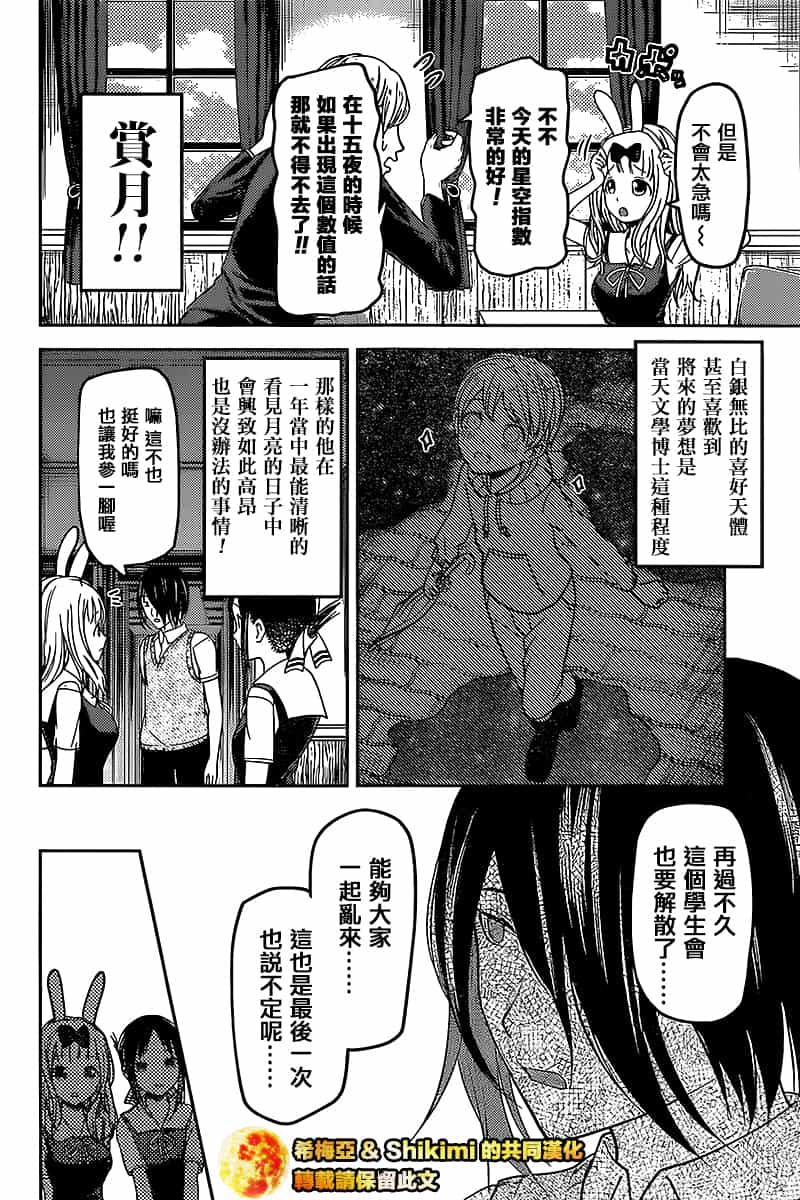 但是
不會太急嗎~
不不
今天的星空指數
非常的好!
在十五夜的時候
如果出現這個數值的話
那就不得不去了!!
賞月!!
白銀無比的喜好天體
甚至喜歡到
將來的夢想是
當天文學博士這種程度
那樣的他在
一年當中最能清晰的
看見月亮的日子中
會興致如此高昂
也是沒辦法的事情!
嘛 這不也
挺好的嗎
也讓我參一腳喔
再過不久
這個學生會
也要解散了……
能夠大家
一起亂來……
這也是最後一次
也說不定呢……
希梅亞 & Shikimi 的共同漢化
轉載請保留此文